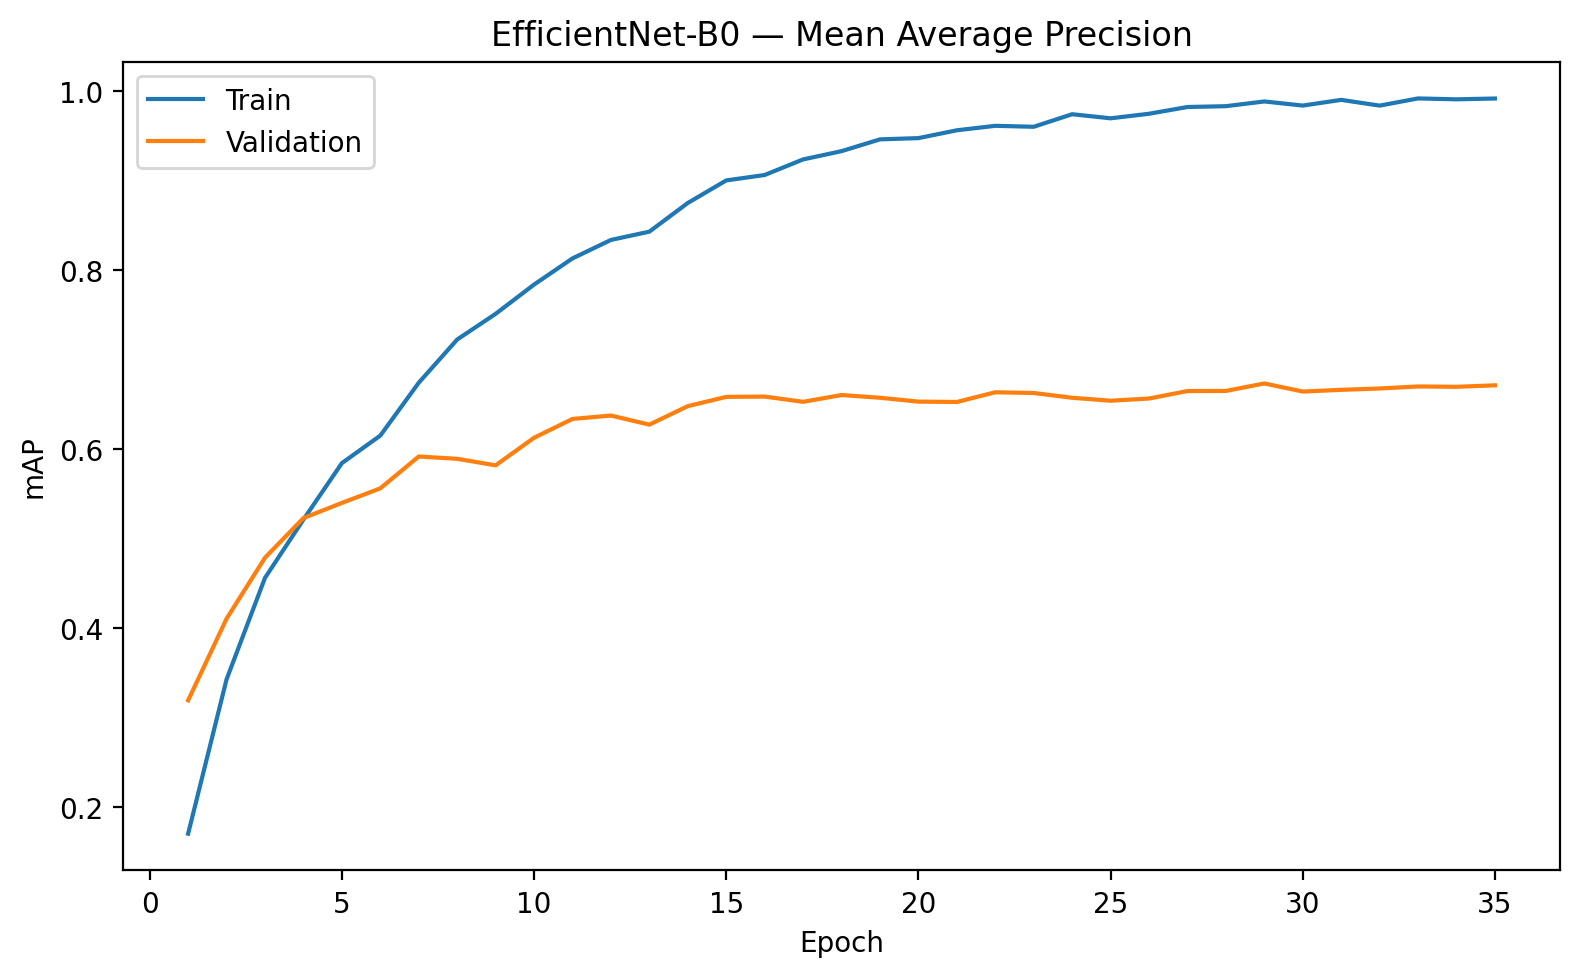 EfficientNet-B0 — Mean Average Precision
Train
Validation
1.0
0.8
0.6
0.4
0.2
mAP
0 5 10 15 20 25 30 35
Epoch